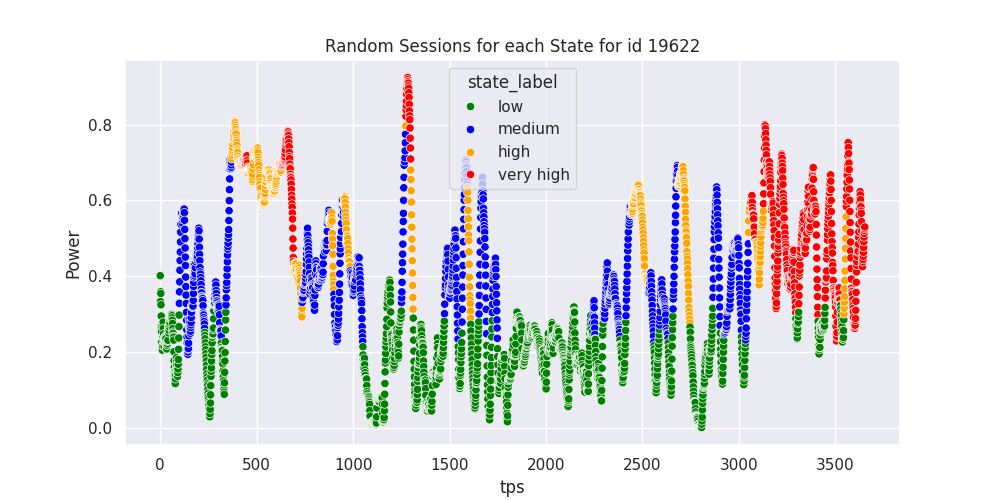 Random Sessions for each State for id 19622
state_label
low
medium
high
very high
Power
0.8
0.6
0.4
0.2
0.0
0 500 1000 1500 2000 2500 3000 3500
tps